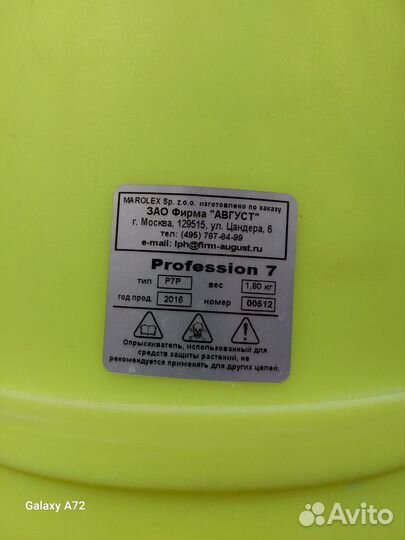 MAROLEX Sp. z.o.o. изготовлено по заказу
ЗАО Фирма "АВГУСТ"
г. Москва, 129515, ул. Цандера, 6
тел: (495) 787-84-99
e-mail: lph@firm-august.ru
Profession 7
тип P7P вес 1,80 кг
год прод. 2016 номер 00512
Опрыскиватель, использованный для
средств защиты растений, не
рекомендуется применять для других целей.
Galaxy A72
Avito